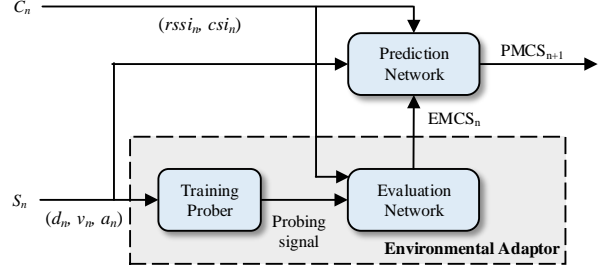 Cn
(rssin, csin)
Prediction
Network
PMCSn+1
EMCSn
Sn
(dn, vn, an)
Training
Prober
Probing
signal
Evaluation
Network
Environmental Adaptor